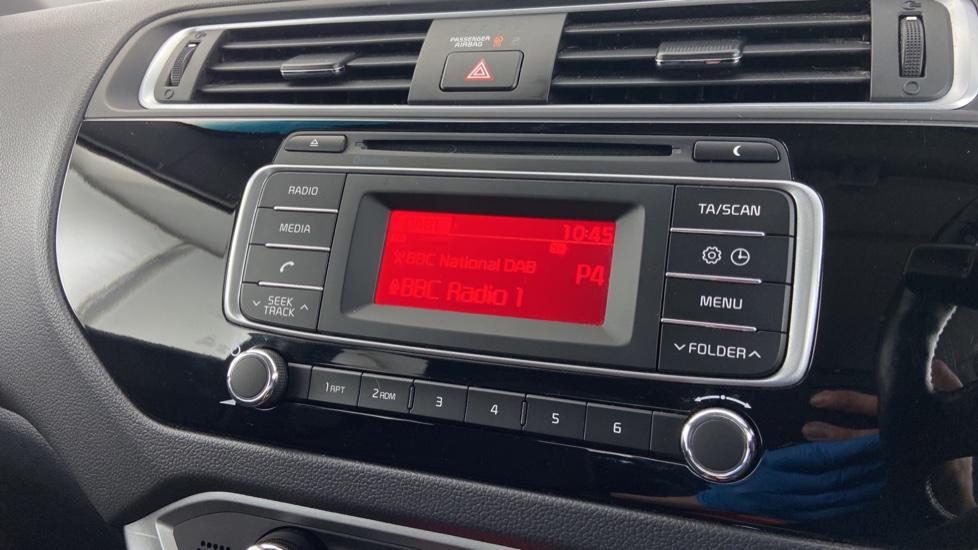 PASSENGER
AIRBAG
RADIO
MEDIA
SEEK
TRACK
10:45
BBC National DAB
P4
BBC Radio 1
TA/SCAN
MENU
FOLDER
1 RPT
2 RDM
3
4
5
6